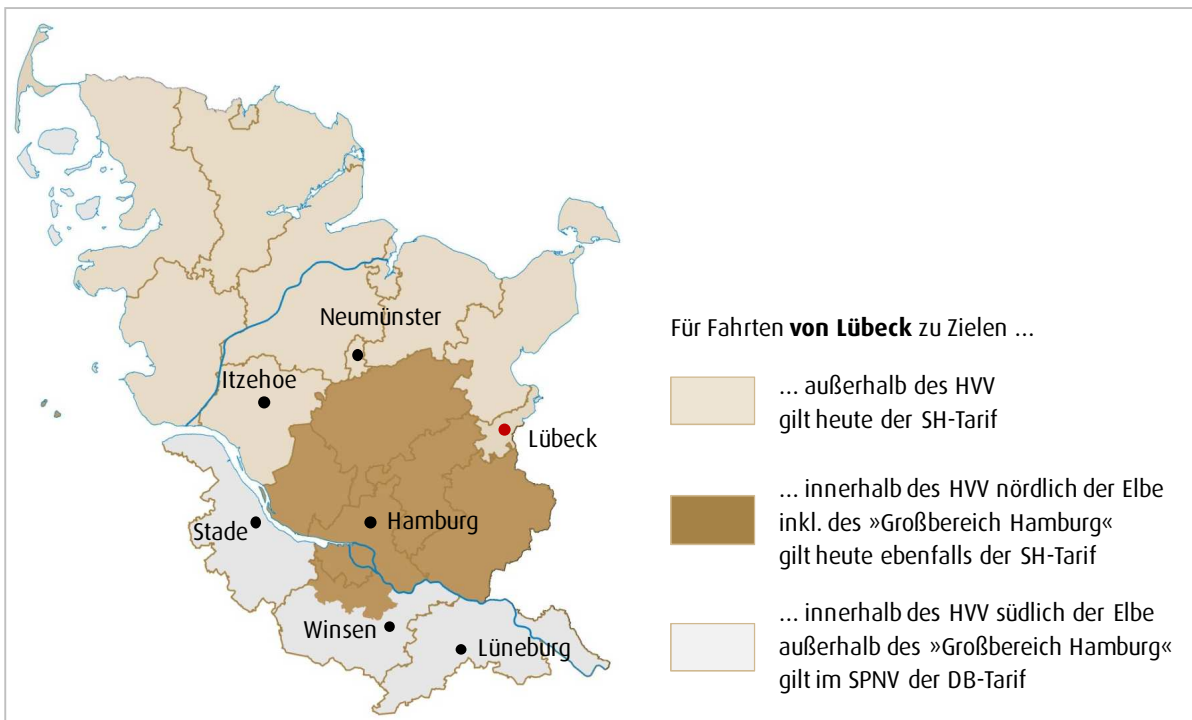 Neumünster
Itzehoe
Lübeck
Hamburg
Stade
Winsen
Lüneburg
Für Fahrten von Lübeck zu Zielen ...
... außerhalb des HVV
gilt heute der SH-Tarif
... innerhalb des HVV nördlich der Elbe
inkl. des »Großbereich Hamburg«
gilt heute ebenfalls der SH-Tarif
... innerhalb des HVV südlich der Elbe
außerhalb des »Großbereich Hamburg«
gilt im SPNV der DB-Tarif